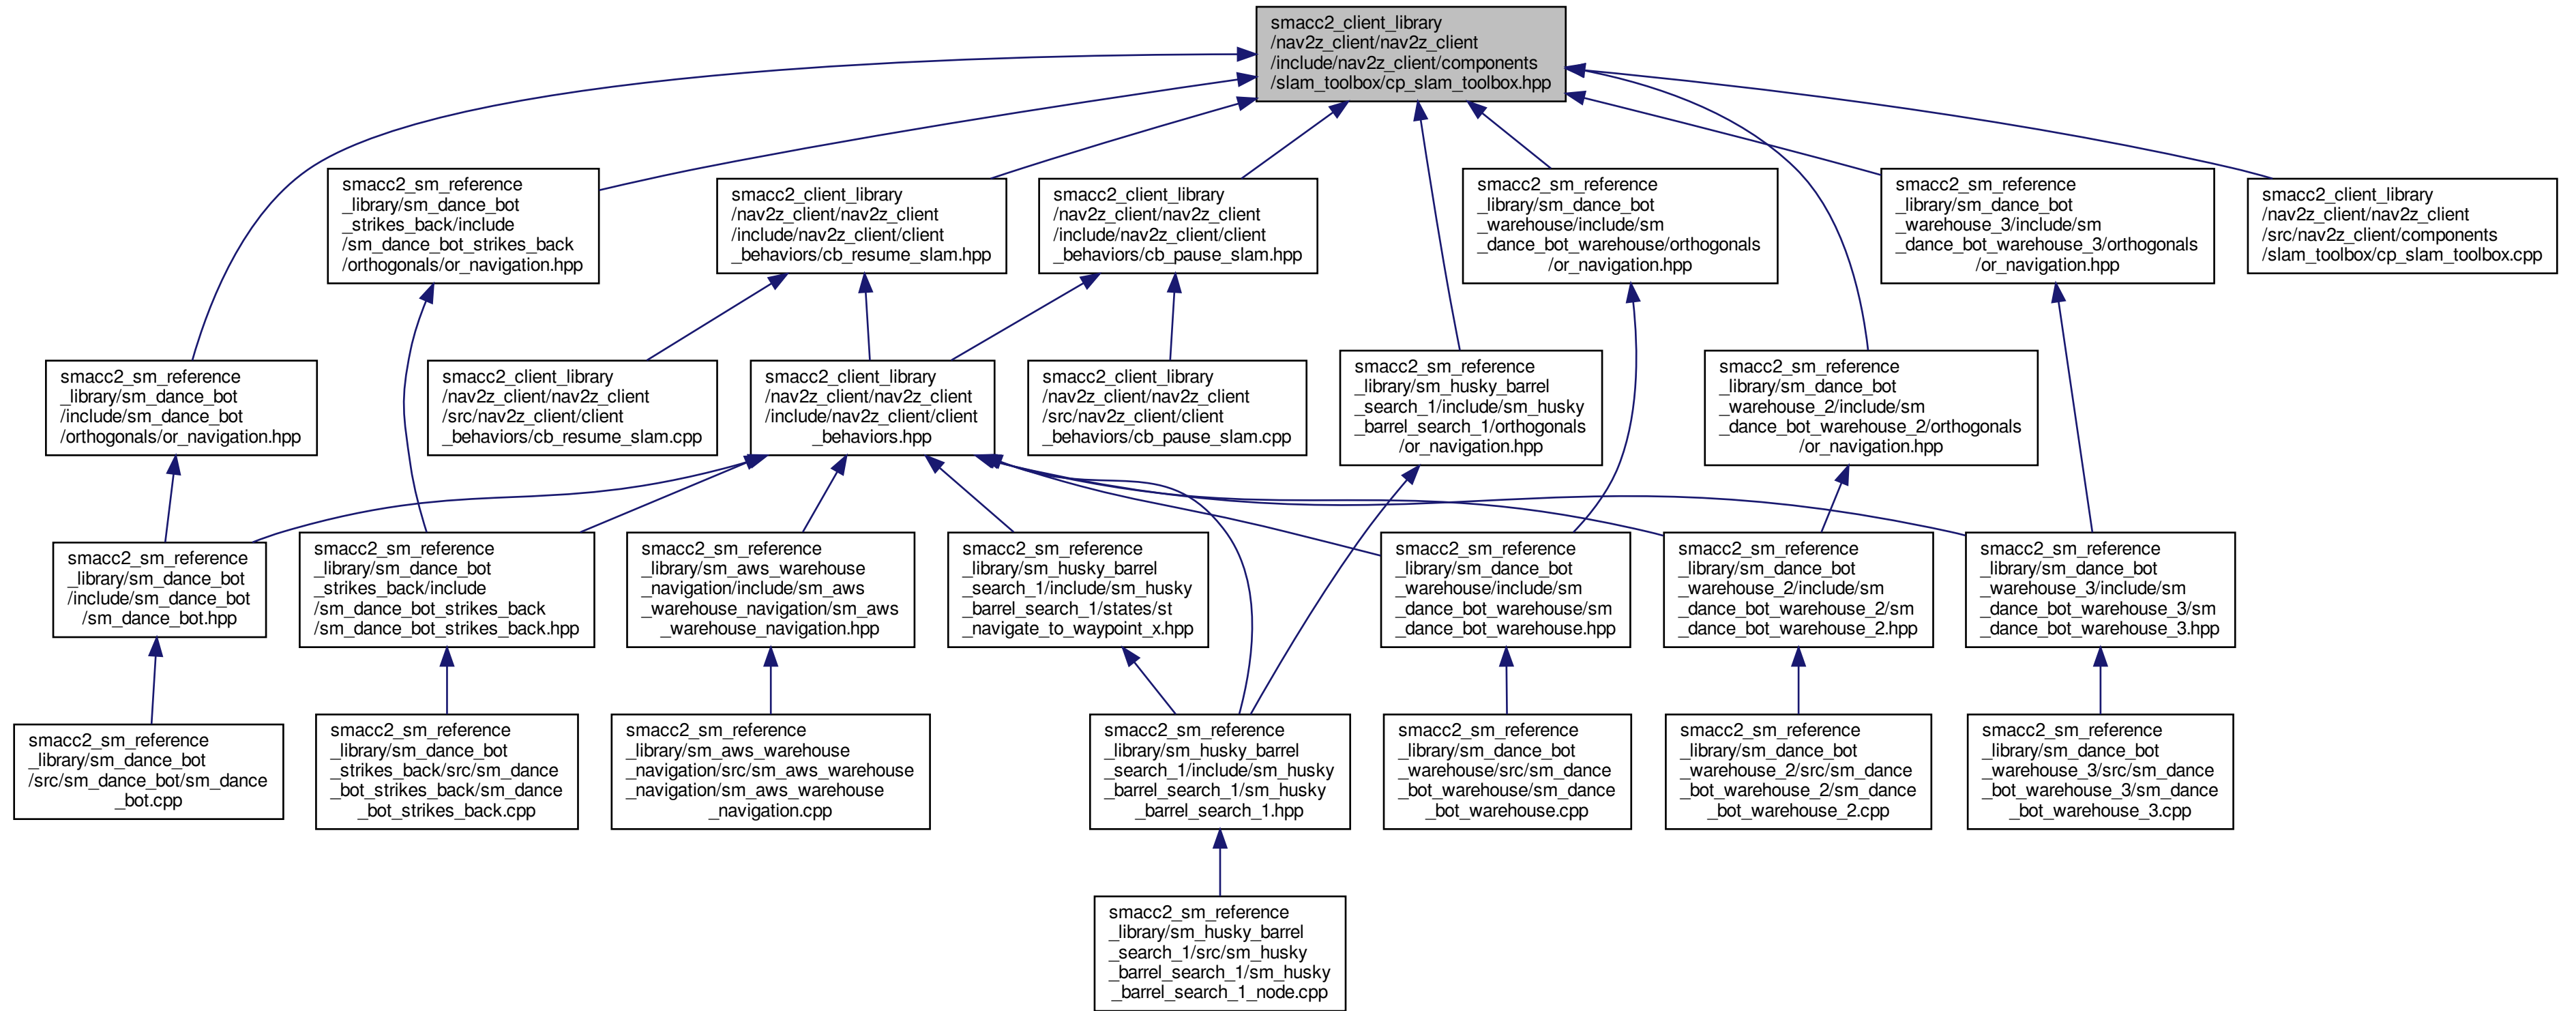 smacc2_client_library
/nav2z_client/nav2z_client
/include/nav2z_client/components
/slam_toolbox/cp_slam_toolbox.hpp
smacc2_sm_reference
_library/sm_dance_bot
_strikes_back/include
/sm_dance_bot_strikes_back
/orthogonals/or_navigation.hpp
smacc2_client_library
/nav2z_client/nav2z_client
/include/nav2z_client/client
_behaviors/cb_resume_slam.hpp
smacc2_client_library
/nav2z_client/nav2z_client
/include/nav2z_client/client
_behaviors/cb_pause_slam.hpp
smacc2_sm_reference
_library/sm_dance_bot
_warehouse/include/sm
_dance_bot_warehouse/orthogonals
/or_navigation.hpp
smacc2_sm_reference
_library/sm_dance_bot
_warehouse_3/include/sm
_dance_bot_warehouse_3/orthogonals
/or_navigation.hpp
smacc2_client_library
/nav2z_client/nav2z_client
/src/nav2z_client/components
/slam_toolbox/cp_slam_toolbox.cpp
smacc2_sm_reference
_library/sm_dance_bot
/include/sm_dance_bot
/orthogonals/or_navigation.hpp
smacc2_client_library
/nav2z_client/nav2z_client
/src/nav2z_client/client
_behaviors/cb_resume_slam.cpp
smacc2_client_library
/nav2z_client/nav2z_client
/include/nav2z_client/client
_behaviors.hpp
smacc2_client_library
/nav2z_client/nav2z_client
/src/nav2z_client/client
_behaviors/cb_pause_slam.cpp
smacc2_sm_reference
_library/sm_husky_barrel
_search_1/include/sm_husky
_barrel_search_1/orthogonals
/or_navigation.hpp
smacc2_sm_reference
_library/sm_dance_bot
_warehouse_2/include/sm
_dance_bot_warehouse_2/orthogonals
/or_navigation.hpp
smacc2_sm_reference
_library/sm_dance_bot
/include/sm_dance_bot
/sm_dance_bot.hpp
smacc2_sm_reference
_library/sm_dance_bot
_strikes_back/include
/sm_dance_bot_strikes_back
/sm_dance_bot_strikes_back.hpp
smacc2_sm_reference
_library/sm_aws_warehouse
_navigation/include/sm_aws
_warehouse_navigation/sm_aws
_warehouse_navigation.hpp
smacc2_sm_reference
_library/sm_husky_barrel
_search_1/include/sm_husky
_barrel_search_1/states/st
_navigate_to_waypoint_x.hpp
smacc2_sm_reference
_library/sm_dance_bot
_warehouse/include/sm
_dance_bot_warehouse/sm
_dance_bot_warehouse.hpp
smacc2_sm_reference
_library/sm_dance_bot
_warehouse_2/include/sm
_dance_bot_warehouse_2/sm
_dance_bot_warehouse_2.hpp
smacc2_sm_reference
_library/sm_dance_bot
_warehouse_3/include/sm
_dance_bot_warehouse_3/sm
_dance_bot_warehouse_3.hpp
smacc2_sm_reference
_library/sm_dance_bot
/src/sm_dance_bot/sm_dance
_bot.cpp
smacc2_sm_reference
_library/sm_dance_bot
_strikes_back/src/sm_dance
_bot_strikes_back/sm_dance
_bot_strikes_back.cpp
smacc2_sm_reference
_library/sm_aws_warehouse
_navigation/src/sm_aws_warehouse
_navigation/sm_aws_warehouse
_navigation.cpp
smacc2_sm_reference
_library/sm_husky_barrel
_search_1/include/sm_husky
_barrel_search_1/sm_husky
_barrel_search_1.hpp
smacc2_sm_reference
_library/sm_dance_bot
_warehouse/src/sm_dance
_bot_warehouse/sm_dance
_bot_warehouse.cpp
smacc2_sm_reference
_library/sm_dance_bot
_warehouse_2/src/sm_dance
_bot_warehouse_2/sm_dance
_bot_warehouse_2.cpp
smacc2_sm_reference
_library/sm_dance_bot
_warehouse_3/src/sm_dance
_bot_warehouse_3/sm_dance
_bot_warehouse_3.cpp
smacc2_sm_reference
_library/sm_husky_barrel
_search_1/src/sm_husky
_barrel_search_1/sm_husky
_barrel_search_1_node.cpp